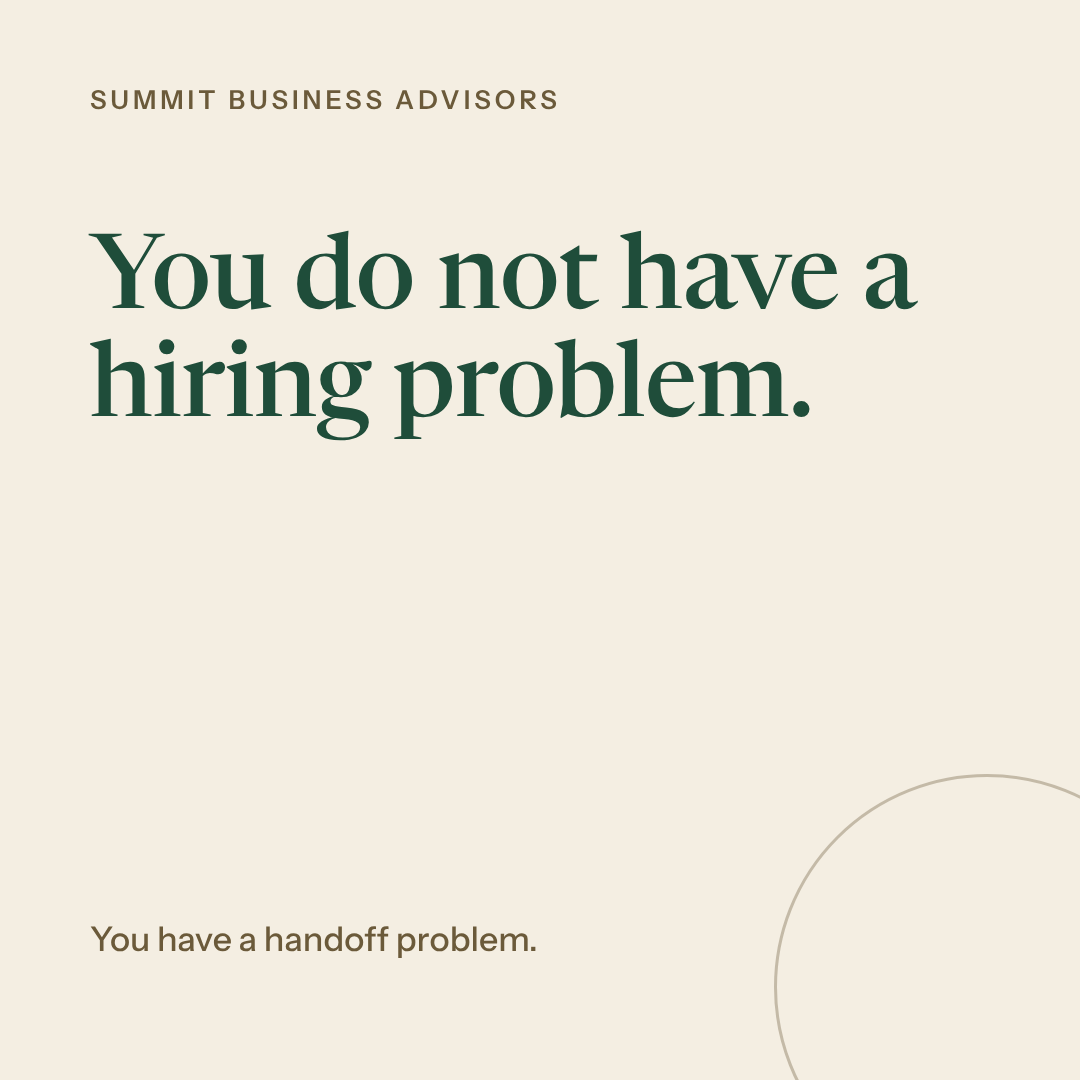 SUMMIT BUSINESS ADVISORS
You do not have a
hiring problem.
You have a handoff problem.